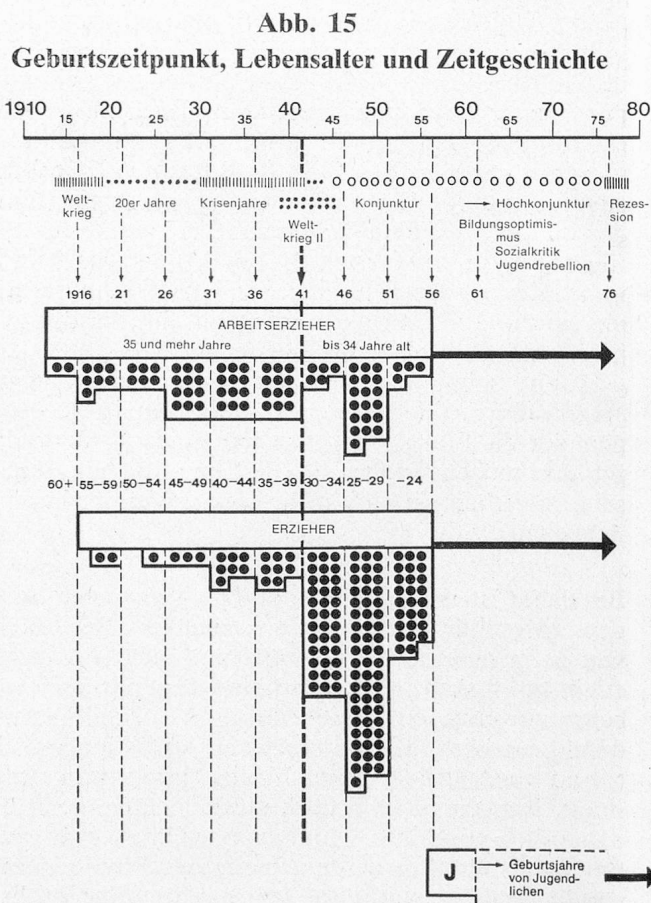 Abb. 15
Geburtszeitpunkt, Lebensalter und Zeitgeschichte
1910 15 20 25 30 35 40 45 50 55 60 65 70 75 80
Welt-
krieg
20er Jahre
Krisenjahre
Welt-
krieg II
Konjunktur
Hochkonjunktur
Bildungsoptimis-
mus
Sozialkritik
Jugendrebellion
Rezes-
sion
1916 21 26 31 36 41 46 51 56 61 76
ARBEITSERZIEHER
35 und mehr Jahre bis 34 Jahre alt
60+ 55–59 50–54 45–49 40–44 35–39 30–34 25–29 –24
ERZIEHER
J
Geburtsjahre
von Jugend-
lichen